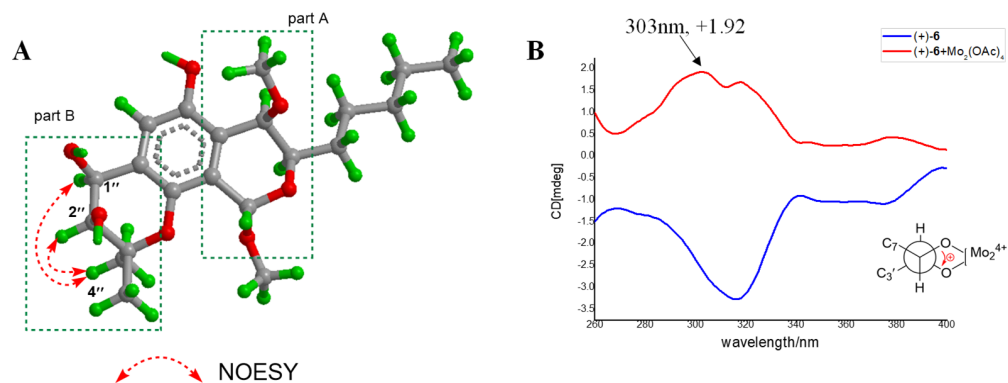 A
part A
part B
1″
2″
4″
NOESY
B
303nm, +1.92
(+)-6
(+)-6+Mo₂(OAc)₄
CD[mdeg]
2.0
1.5
1.0
0.5
0.0
-0.5
-1.0
-1.5
-2.0
-2.5
-3.0
-3.5
260 280 300 320 340 360 380 400
wavelength/nm
H
C₇ O
Mo₂⁴⁺
C₃′ O
H